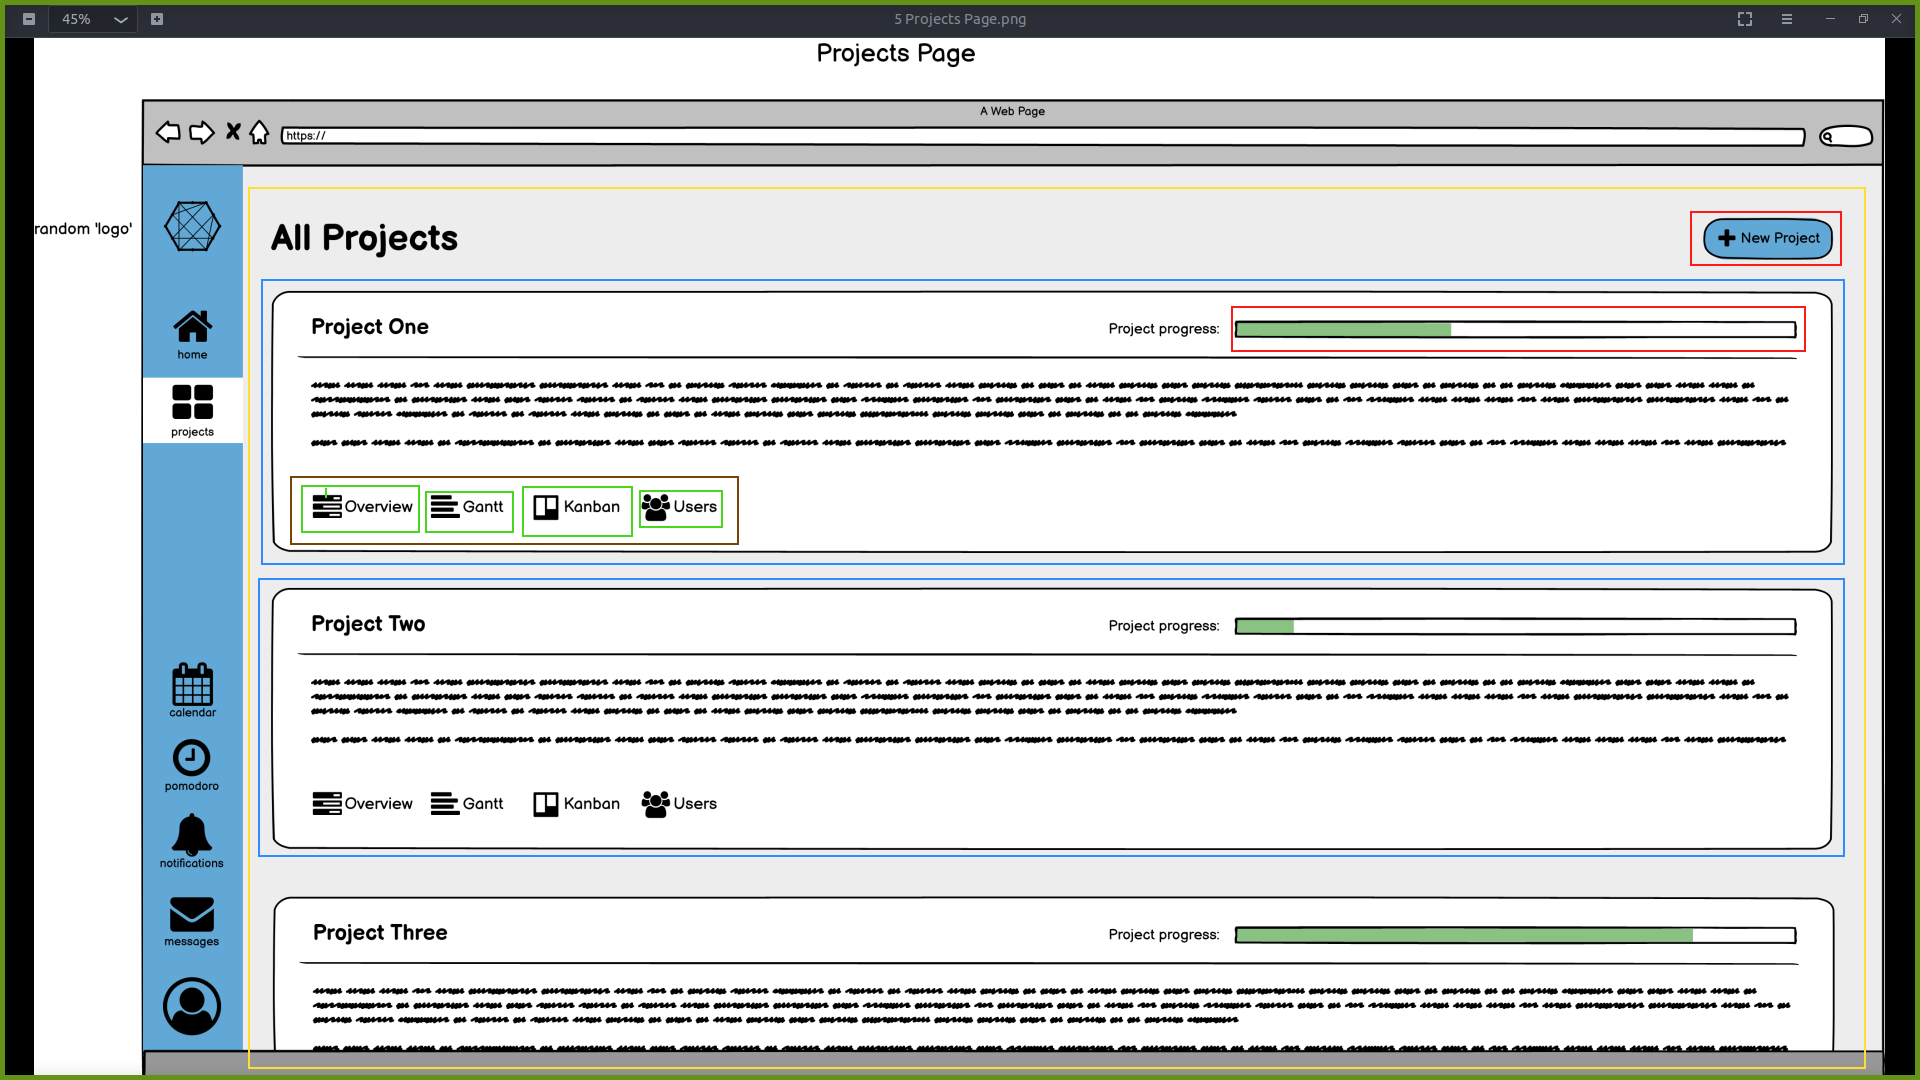 45%
5 Projects Page.png
Projects Page
A Web Page
https://
random 'logo'
All Projects
New Project
home
projects
calendar
pomodoro
notifications
messages
Project One
Project progress:
Overview Gantt Kanban Users
Project Two
Project progress:
Overview Gantt Kanban Users
Project Three
Project progress: